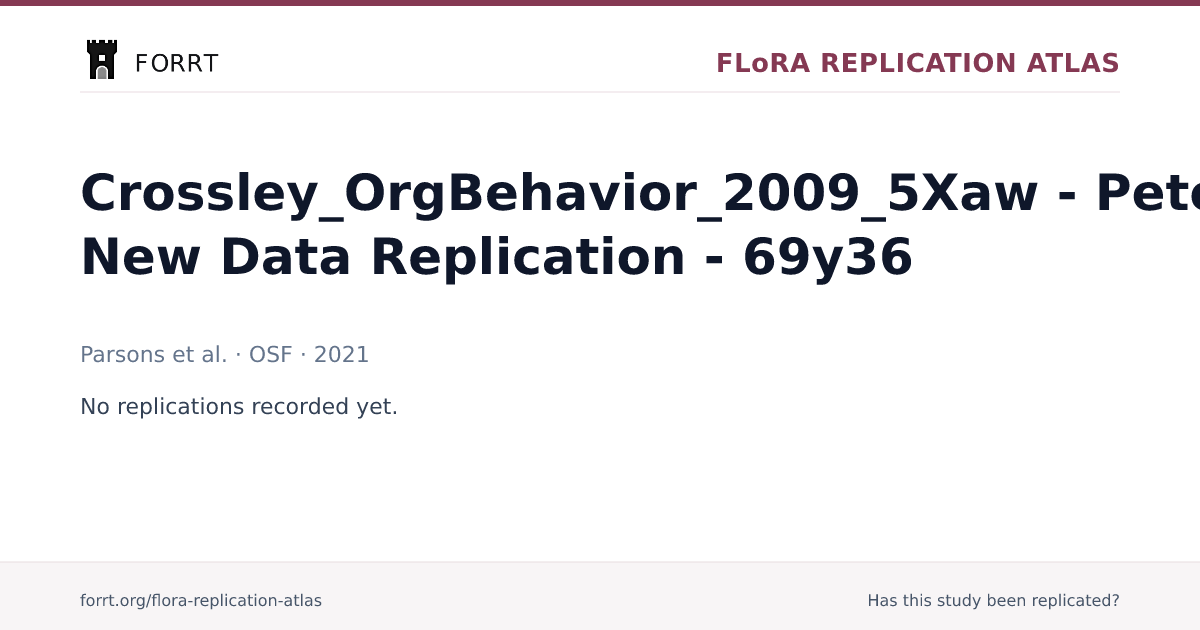 FORRT
FLoRA REPLICATION ATLAS
Crossley_OrgBehavior_2009_5Xaw -
New Data Replication - 69y36
Parsons et al. · OSF · 2021
No replications recorded yet.
forrt.org/flora-replication-atlas
Has this study been replicated?